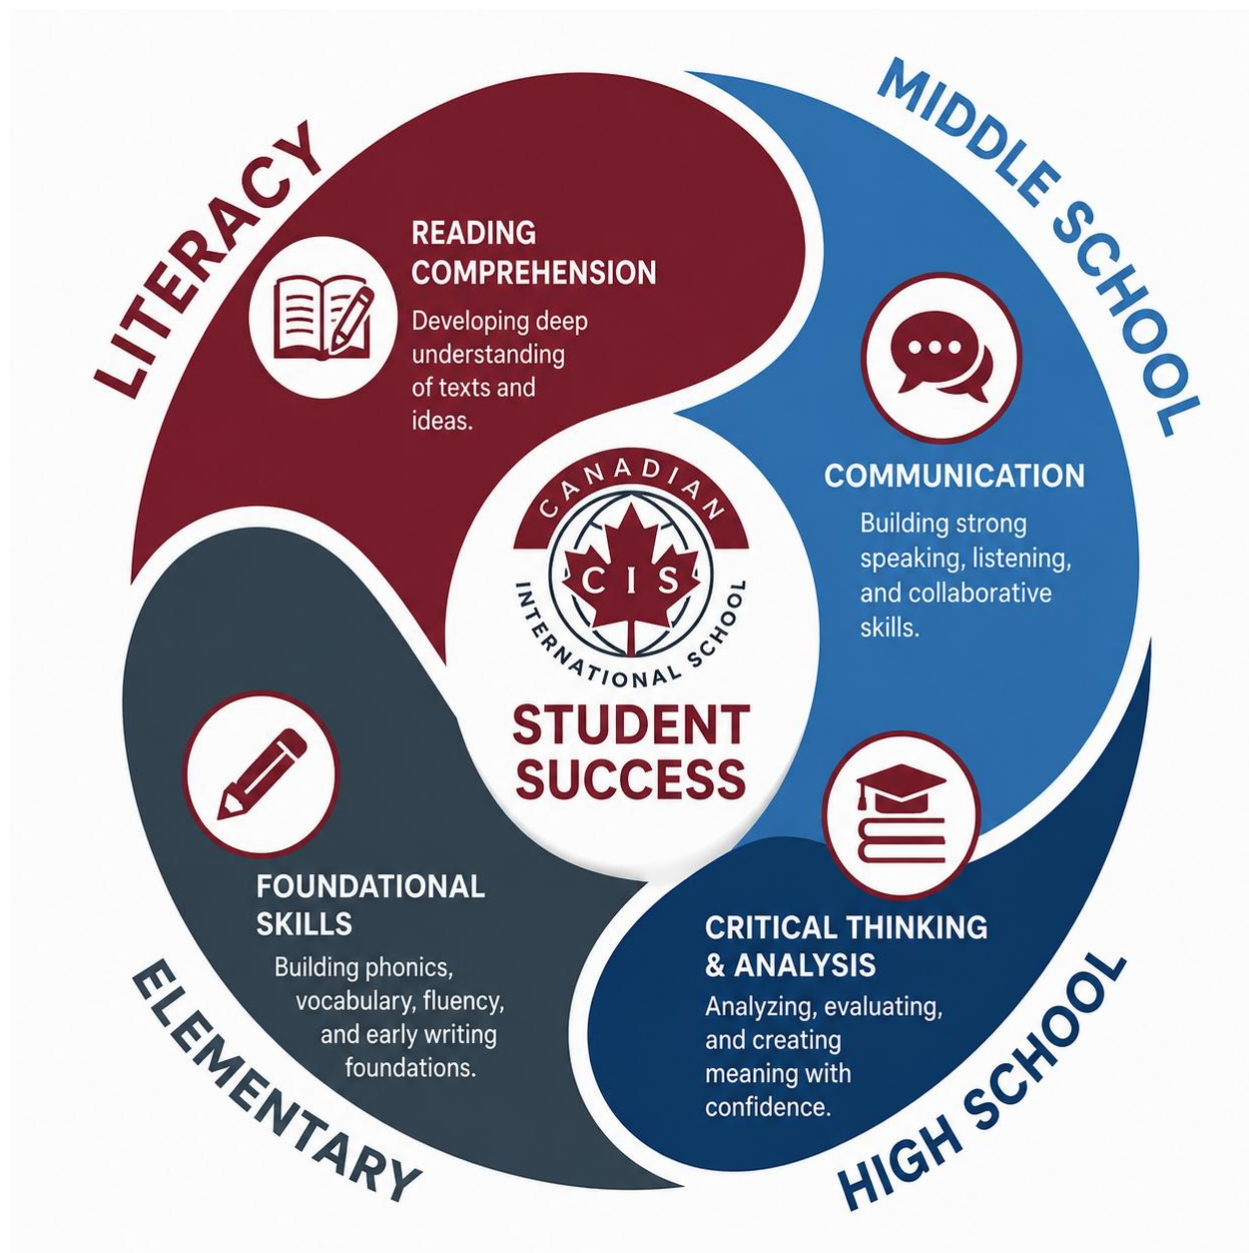 LITERACY
READING
COMPREHENSION
Developing deep
understanding
of texts and
ideas.
MIDDLE SCHOOL
COMMUNICATION
Building strong
speaking, listening,
and collaborative
skills.
CANADIAN
CIS
INTERNATIONAL SCHOOL
STUDENT
SUCCESS
ELEMENTARY
FOUNDATIONAL
SKILLS
Building phonics,
vocabulary, fluency,
and early writing
foundations.
HIGH SCHOOL
CRITICAL THINKING
& ANALYSIS
Analyzing, evaluating,
and creating
meaning with
confidence.